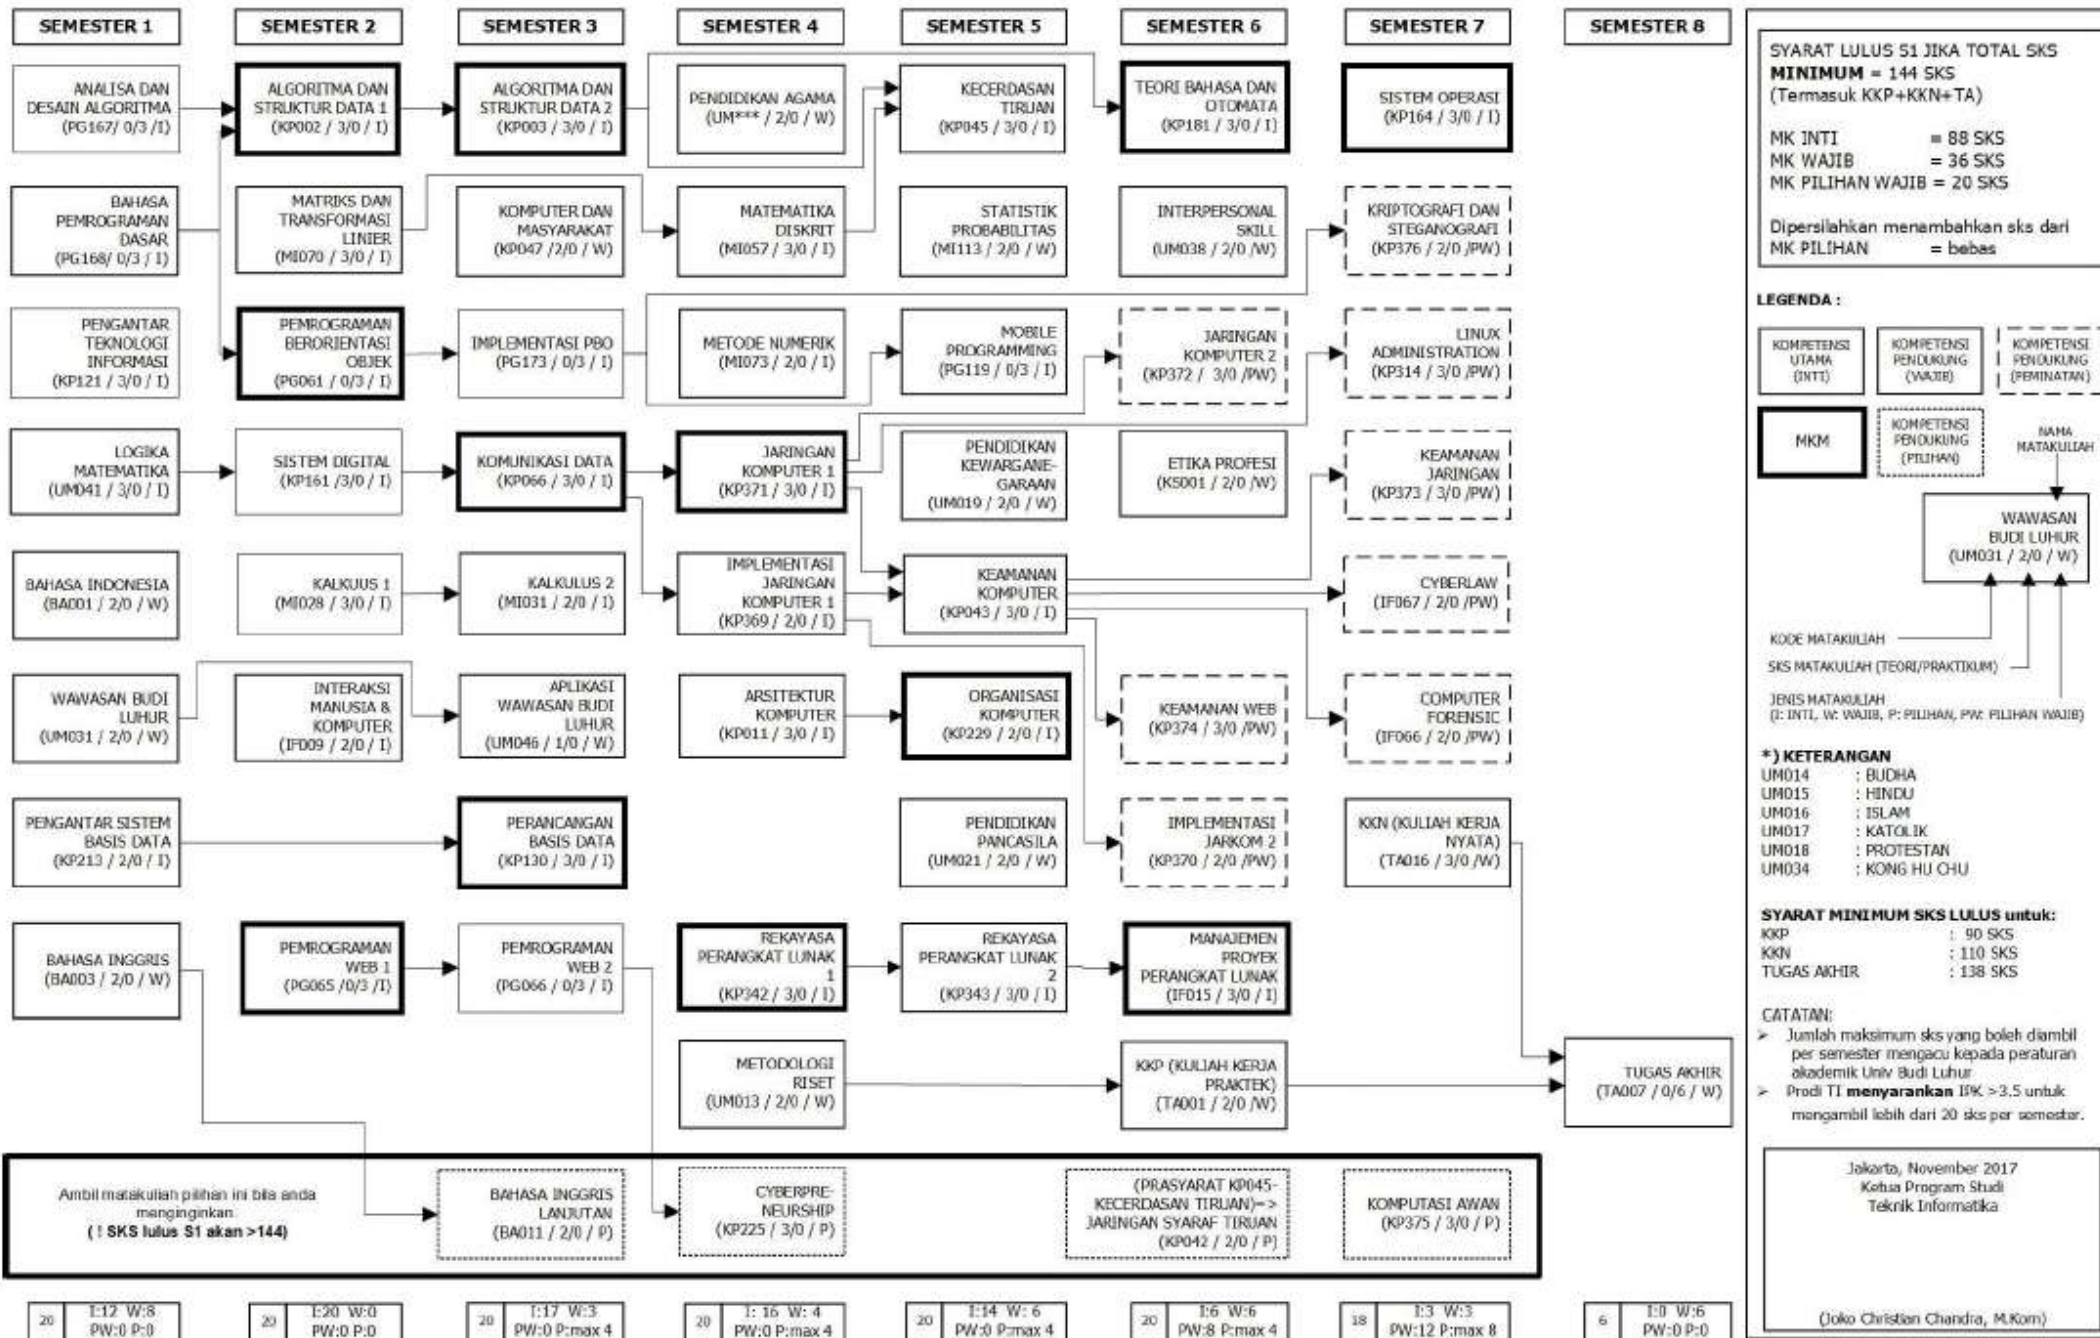 SEMESTER 1
SEMESTER 2
SEMESTER 3
SEMESTER 4
SEMESTER 5
SEMESTER 6
SEMESTER 7
SEMESTER 8
ANALISA DAN
DESAIN ALGORITMA
(PG167/ 0/3 /I)
ALGORITMA DAN
STRUKTUR DATA 1
(KP002 / 3/0 / I)
ALGORITMA DAN
STRUKTUR DATA 2
(KP003 / 3/0 / I)
PENDIDIKAN AGAMA
(UM*** / 2/0 / W)
KECERDASAN
TIRUAN
(KP045 / 3/0 / I)
TEORI BAHASA DAN
OTOMATA
(KP181 / 3/0 / I)
SISTEM OPERASI
(KP164 / 3/0 / I)
BAHASA
PEMROGRAMAN
DASAR
(PG168/ 0/3 / I)
MATRIKS DAN
TRANSFORMASI
LINIER
(MI070 / 3/0 / I)
KOMPUTER DAN
MASYARAKAT
(KP047 /2/0 / W)
MATEMATIKA
DISKRIT
(MI057 / 3/0 / I)
STATISTIK
PROBABILITAS
(MI113 / 2/0 / W)
INTERPERSONAL
SKILL
(UM038 / 2/0 /W)
KRIPTOGRAFI DAN
STEGANOGRAFI
(KP376 / 2/0 /PW)
PENGANTAR
TEKNOLOGI
INFORMASI
(KP121 / 3/0 / I)
PEMROGRAMAN
BERORIENTASI
OBJEK
(PG061 / 0/3 / I)
IMPLEMENTASI PBO
(PG173 / 0/3 / I)
METODE NUMERIK
(MI073 / 2/0 / I)
MOBILE
PROGRAMMING
(PG119 / 0/3 / I)
JARINGAN
KOMPUTER 2
(KP372 / 3/0 /PW)
LINUX
ADMINISTRATION
(KP314 / 3/0 /PW)
LOGIKA
MATEMATIKA
(UM041 / 3/0 / I)
SISTEM DIGITAL
(KP161 /3/0 / I)
KOMUNIKASI DATA
(KP066 / 3/0 / I)
JARINGAN
KOMPUTER 1
(KP371 / 3/0 / I)
PENDIDIKAN
KEWARGANE-
GARAAN
(UM019 / 2/0 / W)
ETIKA PROFESI
(KS001 / 2/0 /W)
KEAMANAN
JARINGAN
(KP373 / 3/0 /PW)
BAHASA INDONESIA
(BA001 / 2/0 / W)
KALKUUS 1
(MI028 / 3/0 / I)
KALKULUS 2
(MI031 / 2/0 / I)
IMPLEMENTASI
JARINGAN
KOMPUTER 1
(KP369 / 2/0 / I)
KEAMANAN
KOMPUTER
(KP043 / 3/0 / I)
CYBERLAW
(IF067 / 2/0 /PW)
WAWASAN BUDI
LUHUR
(UM031 / 2/0 / W)
INTERAKSI
MANUSIA &
KOMPUTER
(IF009 / 2/0 / I)
APLIKASI
WAWASAN BUDI
LUHUR
(UM046 / 1/0 / W)
ARSITEKTUR
KOMPUTER
(KP011 / 3/0 / I)
ORGANISASI
KOMPUTER
(KP229 / 2/0 / I)
KEAMANAN WEB
(KP374 / 3/0 /PW)
COMPUTER
FORENSIC
(IF066 / 2/0 /PW)
PENGANTAR SISTEM
BASIS DATA
(KP213 / 2/0 / I)
PERANCANGAN
BASIS DATA
(KP130 / 3/0 / I)
PENDIDIKAN
PANCASILA
(UM021 / 2/0 / W)
IMPLEMENTASI
JARKOM 2
(KP370 / 2/0 /PW)
KKN (KULIAH KERJA
NYATA)
(TA016 / 3/0 /W)
BAHASA INGGRIS
(BA003 / 2/0 / W)
PEMROGRAMAN
WEB 1
(PG065 /0/3 /I)
PEMROGRAMAN
WEB 2
(PG066 / 0/3 / I)
REKAYASA
PERANGKAT LUNAK
1
(KP342 / 3/0 / I)
REKAYASA
PERANGKAT LUNAK
2
(KP343 / 3/0 / I)
MANAJEMEN
PROYEK
PERANGKAT LUNAK
(IF015 / 3/0 / I)
METODOLOGI
RISET
(UM013 / 2/0 / W)
KKP (KULIAH KERJA
PRAKTEK)
(TA001 / 2/0 /W)
TUGAS AKHIR
(TA007 / 0/6 / W)
Ambil matakuliah pilihan ini bila anda
menginginkan
( ! SKS lulus S1 akan >144)
BAHASA INGGRIS
LANJUTAN
(BA011 / 2/0 / P)
CYBERPRE-
NEURSHIP
(KP225 / 3/0 / P)
(PRASYARAT KP045-
KECERDASAN TIRUAN)=>
JARINGAN SYARAF TIRUAN
(KP042 / 2/0 / P)
KOMPUTASI AWAN
(KP375 / 3/0 / P)
20 I:12 W:8
PW:0 P:0
20 I:20 W:0
PW:0 P:0
20 I:17 W:3
PW:0 P:max 4
20 I: 16 W: 4
PW:0 P:max 4
20 I:14 W: 6
PW:0 P:max 4
20 I:6 W:6
PW:8 P:max 4
18 I:3 W:3
PW:12 P:max 8
6 I:0 W:6
PW:0 P:0
SYARAT LULUS S1 JIKA TOTAL SKS
MINIMUM = 144 SKS
(Termasuk KKP+KKN+TA)
MK INTI = 88 SKS
MK WAJIB = 36 SKS
MK PILIHAN WAJIB = 20 SKS
Dipersilahkan menambahkan sks dari
MK PILIHAN = bebas
LEGENDA :
KOMPETENSI
UTAMA
(INTI)
KOMPETENSI
PENDUKUNG
(WAJIB)
KOMPETENSI
PENDUKUNG
(PEMINATAN)
MKM
KOMPETENSI
PENDUKUNG
(PILIHAN)
NAMA
MATAKULIAH
WAWASAN
BUDI LUHUR
(UM031 / 2/0 / W)
KODE MATAKULIAH
SKS MATAKULIAH (TEORI/PRAKTIKUM)
JENIS MATAKULIAH
(I: INTI, W: WAJIB, P: PILIHAN, PW: PILIHAN WAJIB)
*) KETERANGAN
UM014 : BUDHA
UM015 : HINDU
UM016 : ISLAM
UM017 : KATOLIK
UM018 : PROTESTAN
UM034 : KONG HU CHU
SYARAT MINIMUM SKS LULUS untuk:
KKP : 90 SKS
KKN : 110 SKS
TUGAS AKHIR : 138 SKS
CATATAN:
➢ Jumlah maksimum sks yang boleh diambil
per semester mengacu kepada peraturan
akademik Univ Budi Luhur
➢ Prodi TI menyarankan IPK >3.5 untuk
mengambil lebih dari 20 sks per semester.
Jakarta, November 2017
Ketua Program Studi
Teknik Informatika
(Joko Christian Chandra, M.Kom)